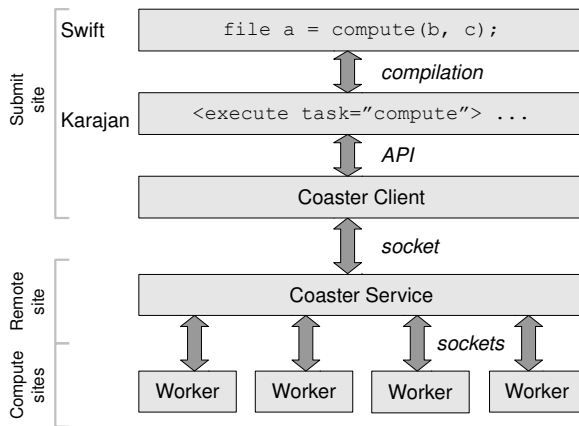 Swift
file a = compute(b, c);
compilation
Submit
site
Karajan
<execute task=”compute”> ...
API
Coaster Client
socket
Remote
site
Coaster Service
sockets
Compute
sites
Worker
Worker
Worker
Worker